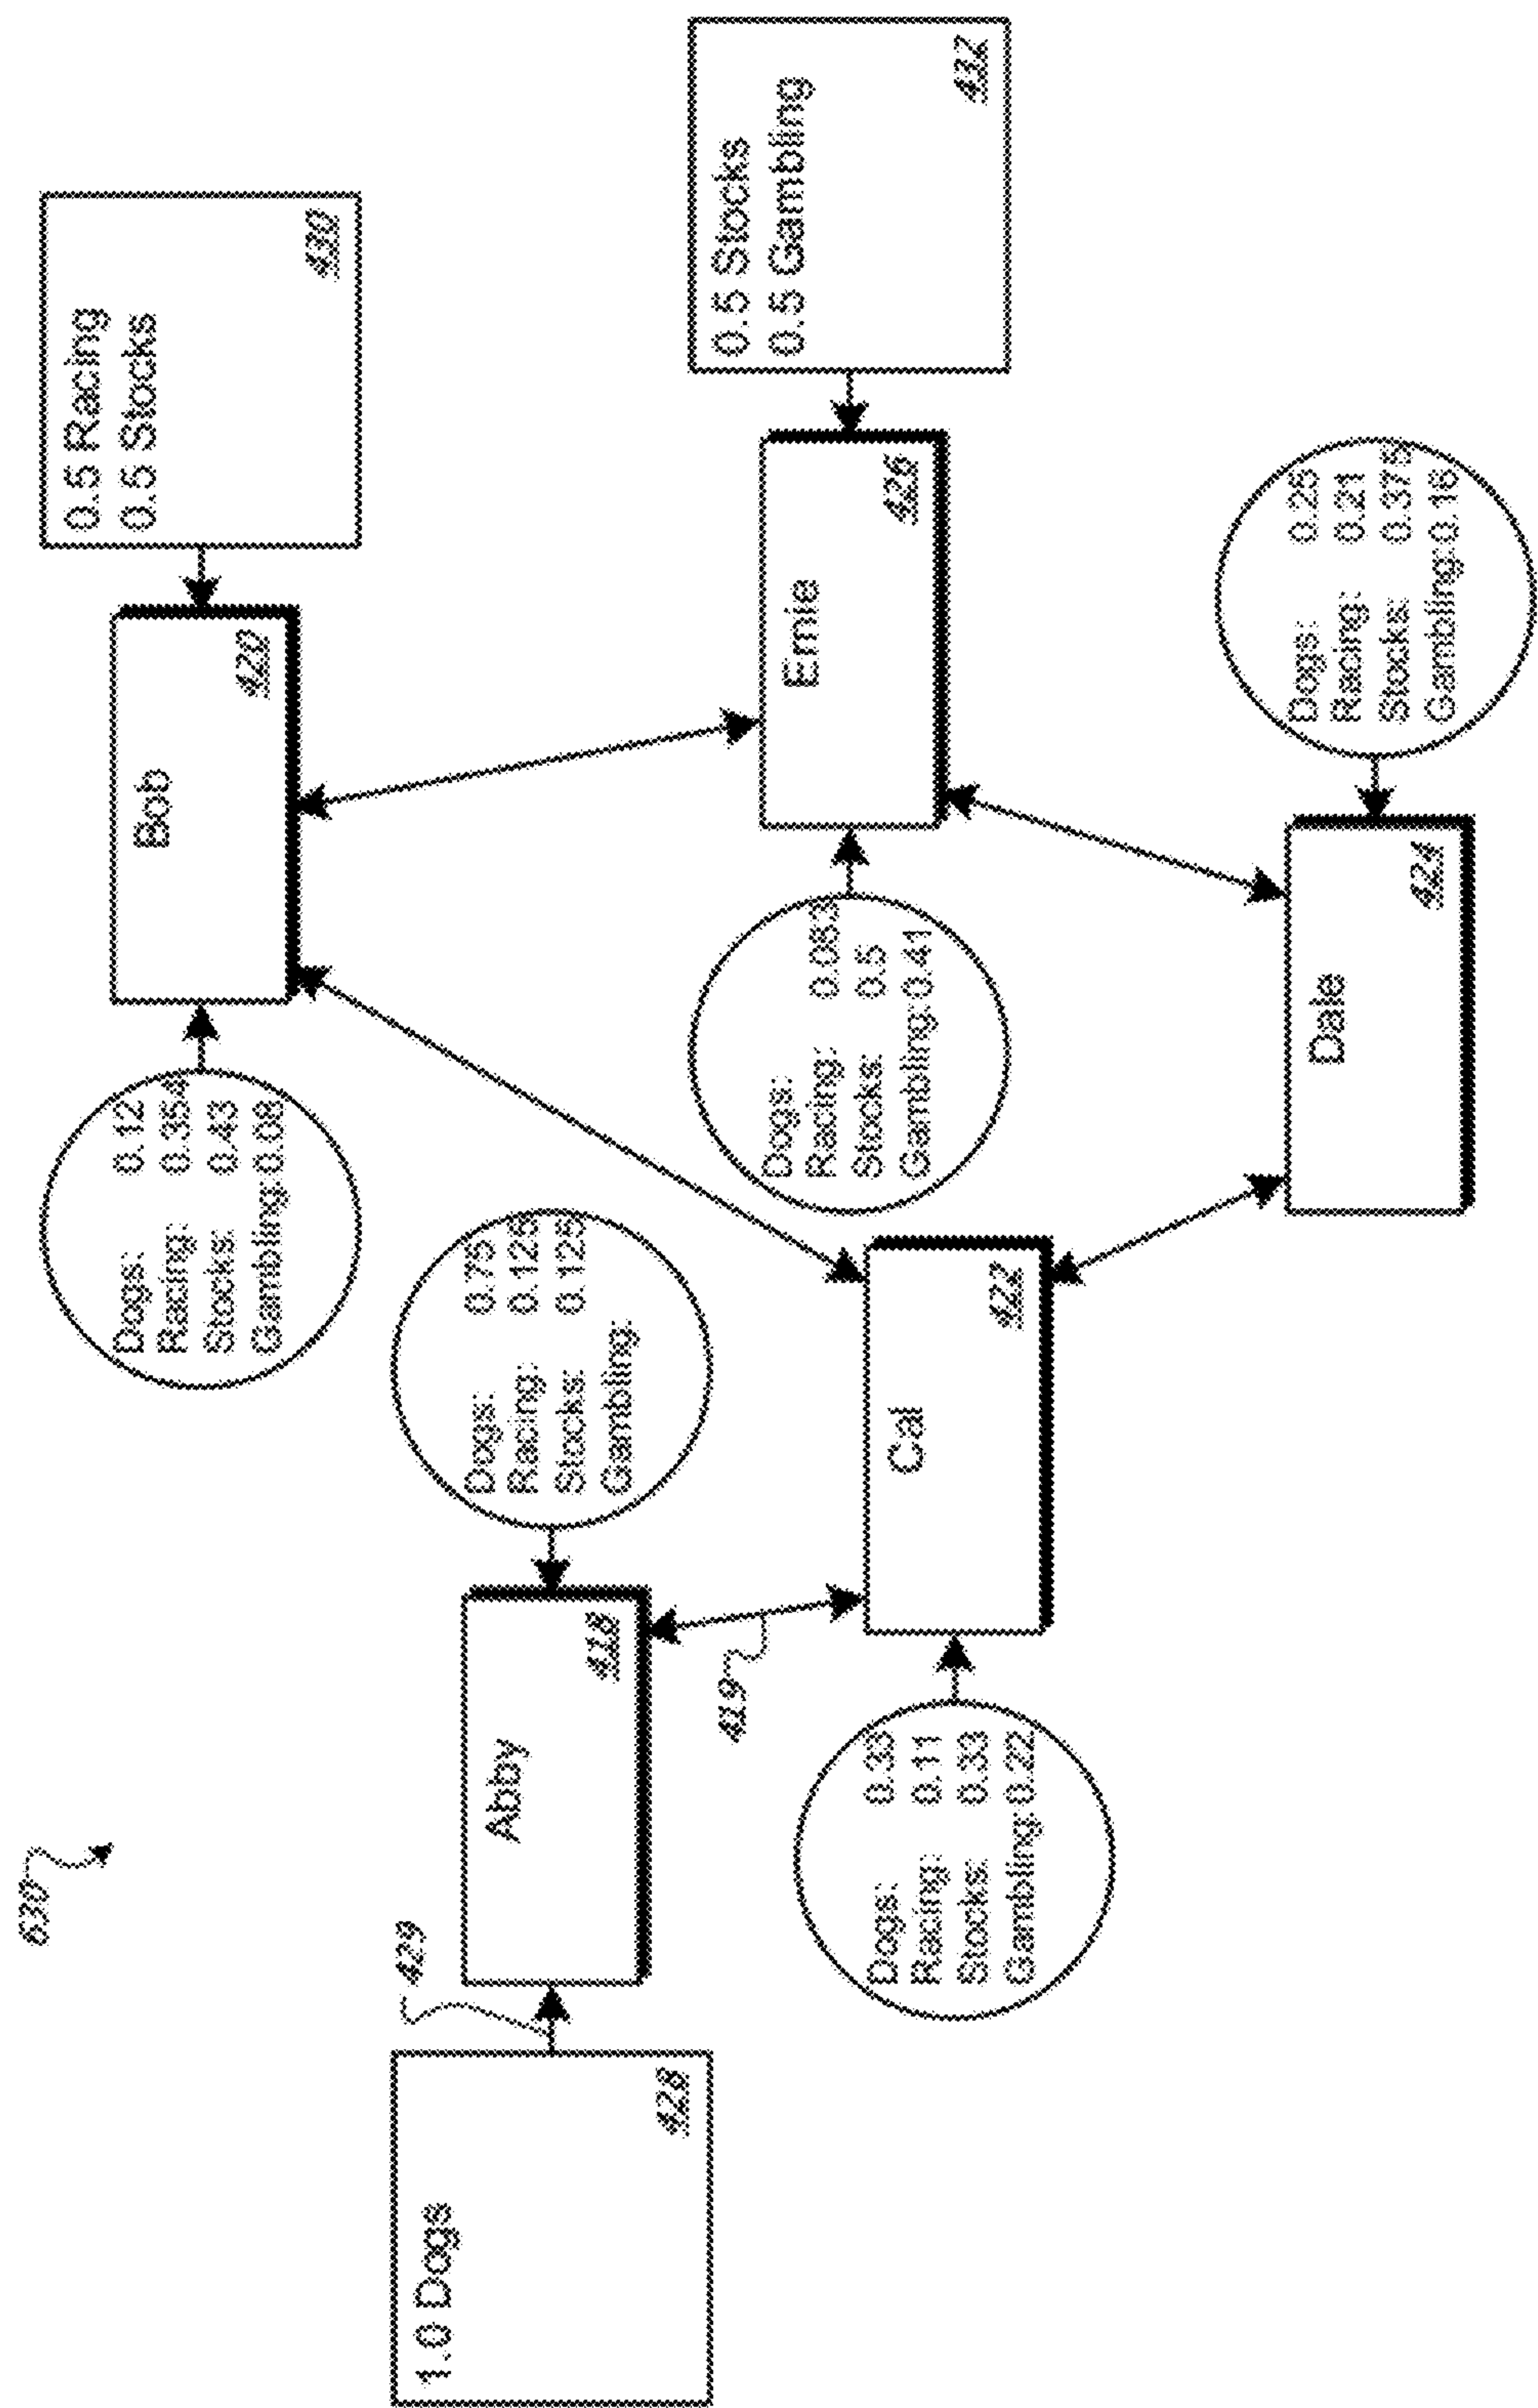 630
0.5 Racing
0.5 Stocks
430
Bob
420
Dogs: 0.12
Racing: 0.354
Stocks: 0.43
Gambling: 0.08
1.0 Dogs
428
429
Abby
418
Dogs: 0.75
Racing: 0.125
Stocks: 0.125
Gambling:
419
0.5 Stocks
0.5 Gambling
432
Ernie
426
Dogs:
Racing: 0.083
Stocks: 0.5
Gambling: 0.41
Cal
422
Dogs: 0.33
Racing: 0.11
Stocks: 0.33
Gambling: 0.22
Dale
424
Dogs: 0.25
Racing: 0.21
Stocks: 0.375
Gambling: 0.16